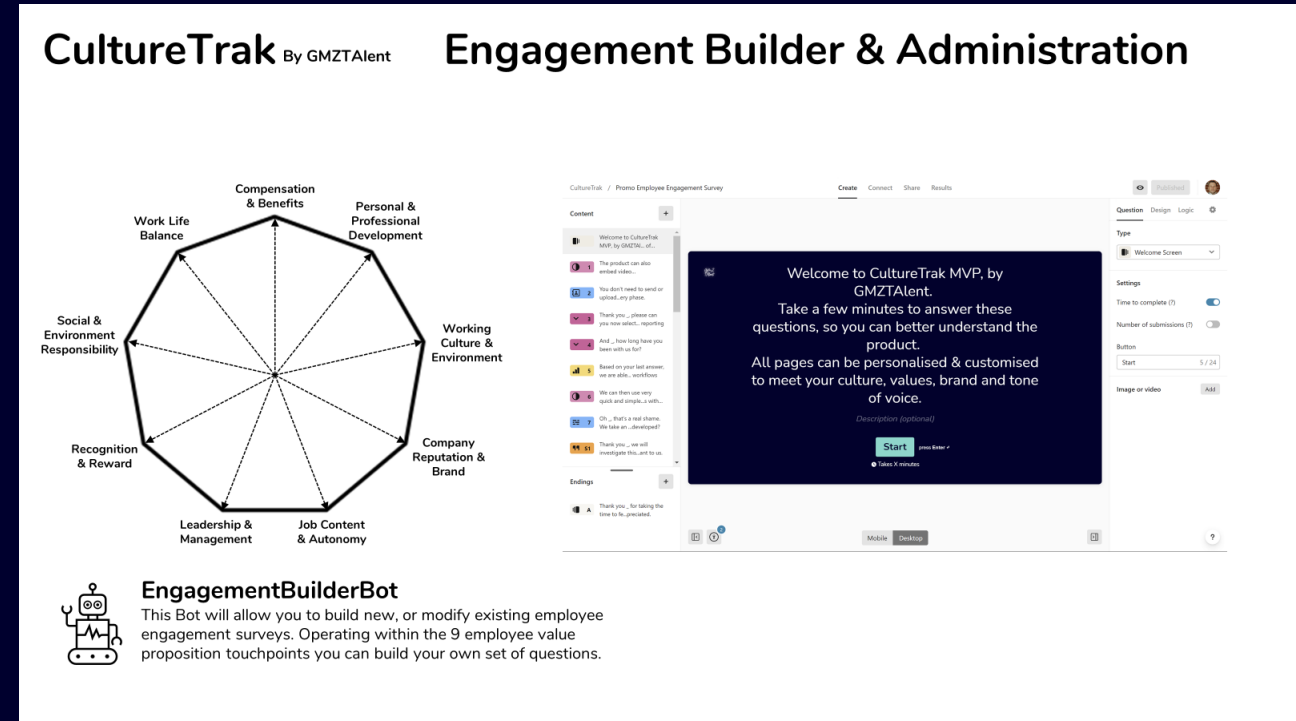 CultureTrak By GMZTAlent
Engagement Builder & Administration
Compensation
& Benefits
Personal &
Professional
Development
Working
Culture &
Environment
Company
Reputation &
Brand
Job Content
& Autonomy
Leadership &
Management
Recognition
& Reward
Social &
Environment
Responsibility
Work Life
Balance
CultureTrak / Promo Employee Engagement Survey
Create Connect Share Results
Published
Content +
Welcome to CultureTrak
MVP, by GMZTAl... of...
1 The product can also
embed video...
2 You don't need to send or
upload...ery phase.
3 Thank you _ please can
you now select... reporting
4 And _ how long have you
been with us for?
5 Based on your last answer,
we are able... workflows
6 We can then use very
quick and simple...s with...
7 Oh _ that's a real shame.
We take an ...developed?
S1 Thank you _ we will
investigate this...ant to us.
Endings +
A Thank you _ for taking the
time to fe...preciated.
Welcome to CultureTrak MVP, by
GMZTAlent.
Take a few minutes to answer these
questions, so you can better understand the
product.
All pages can be personalised & customised
to meet your culture, values, brand and tone
of voice.
Description (optional)
Start press Enter ↵
Takes X minutes
Mobile Desktop
Question Design Logic
Type
Welcome Screen
Settings
Time to complete (?)
Number of submissions (?)
Button
Start 5 / 24
Image or video Add
?
EngagementBuilderBot
This Bot will allow you to build new, or modify existing employee
engagement surveys. Operating within the 9 employee value
proposition touchpoints you can build your own set of questions.